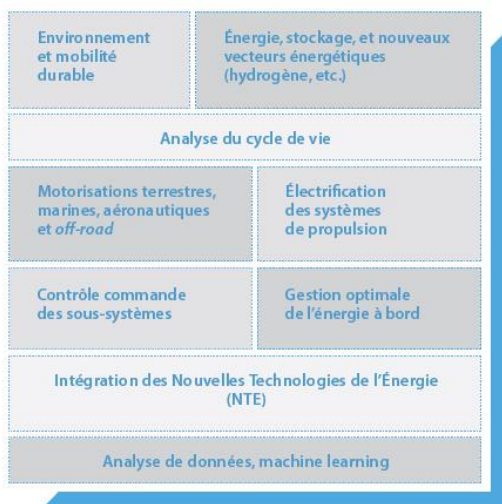 Environnement
et mobilité
durable
Énergie, stockage, et nouveaux
vecteurs énergétiques
(hydrogène, etc.)
Analyse du cycle de vie
Motorisations terrestres,
marines, aéronautiques
et off-road
Électrification
des systèmes
de propulsion
Contrôle commande
des sous-systèmes
Gestion optimale
de l’énergie à bord
Intégration des Nouvelles Technologies de l’Énergie
(NTE)
Analyse de données, machine learning